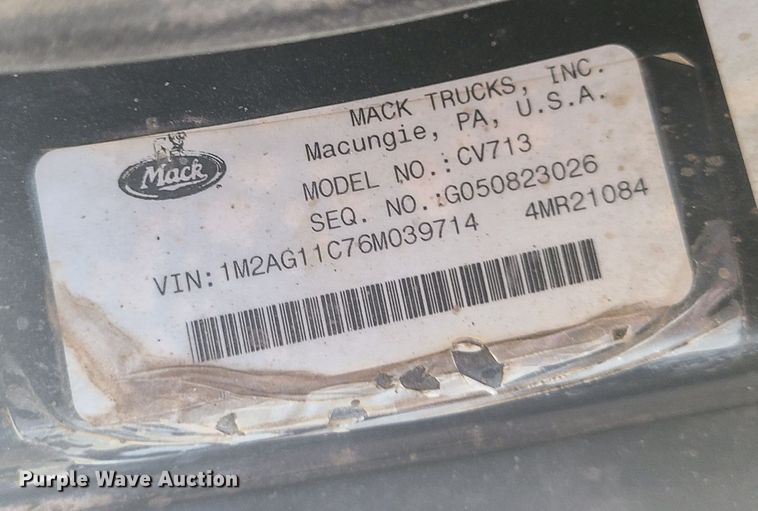 MACK TRUCKS, INC.
Macungie, PA, U.S.A.
Mack
MODEL NO.:CV713
SEQ. NO.:G050823026
VIN:1M2AG11C76M039714 4MR21084
Purple Wave Auction